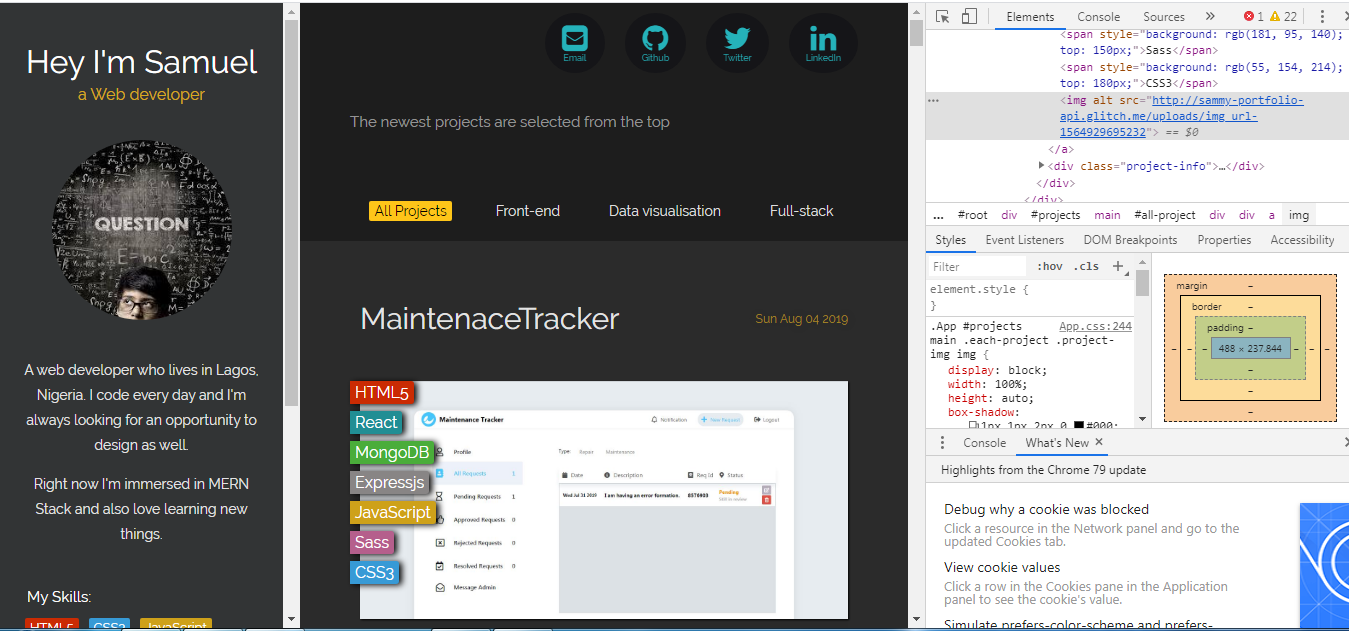 Hey I'm Samuel
a Web developer
QUESTION
A web developer who lives in Lagos,
Nigeria. I code every day and I'm
always looking for an opportunity to
design as well.
Right now I'm immersed in MERN
Stack and also love learning new
things.
My Skills:
HTML5 CSS3 JavaScript
Email Github Twitter LinkedIn
The newest projects are selected from the top
All Projects Front-end Data visualisation Full-stack
MaintenaceTracker Sun Aug 04 2019
HTML5
React
MongoDB
Expressjs
JavaScript
Sass
CSS3
Maintenance Tracker Notification + New Request Logout
Profile
All Requests 1
Pending Requests 1
Approved Requests 0
Rejected Requests 0
Resolved Requests 0
Message Admin
Type: Repair Maintenance
Date Description Req Id Status
Wed Jul 31 2019 I am having an error formation. Pending
Elements Console Sources » 1 22
<span style="background: rgb(181, 95, 140);
top: 150px;">Sass</span>
<span style="background: rgb(55, 154, 214);
top: 180px;">CSS3</span>
<img alt src="http://sammy-portfolio-
api.glitch.me/uploads/img_url-
1564929695232"> == $0
</a>
<div class="project-info">…</div>
</div>
</div>
... #root div #projects main #all-project div div a img
Styles Event Listeners DOM Breakpoints Properties Accessibility
Filter :hov .cls +
element.style {
}
.App #projects App.css:244
main .each-project .project-
img img {
display: block;
width: 100%;
height: auto;
box-shadow:
1px 1px 2px 0 #000;
margin –
border –
padding –
488 × 237.844
Console What's New ×
Highlights from the Chrome 79 update
Debug why a cookie was blocked
Click a resource in the Network panel and go to the
updated Cookies tab.
View cookie values
Click a row in the Cookies pane in the Application
panel to see the cookie's value.
Simulate prefers-color-scheme and prefers-